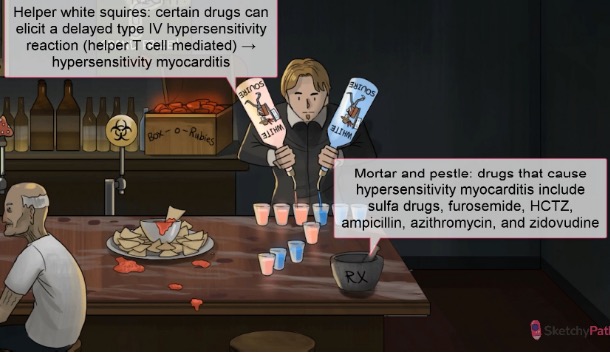 Helper white squires: certain drugs can
elicit a delayed type IV hypersensitivity
reaction (helper T cell mediated) →
hypersensitivity myocarditis
WHITE
SQUIRE
WHITE
SQUIRE
Box-o-Rubies
Mortar and pestle: drugs that cause
hypersensitivity myocarditis include
sulfa drugs, furosemide, HCTZ,
ampicillin, azithromycin, and zidovudine
RX
SketchyPath